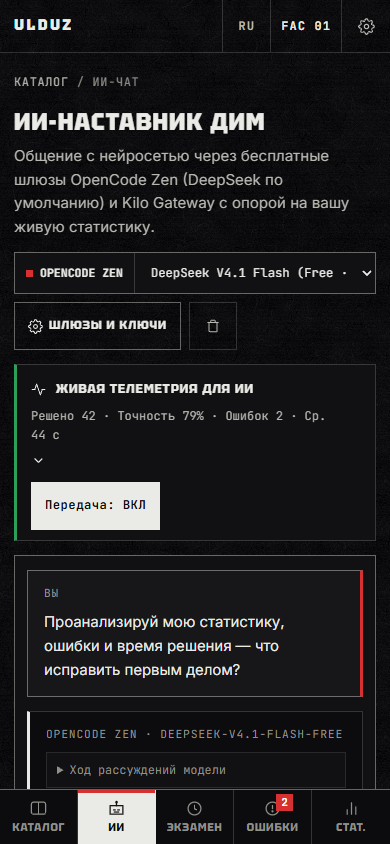 ULDUZ
RU
FAC 01
КАТАЛОГ / ИИ-ЧАТ
ИИ-НАСТАВНИК ДИМ
Общение с нейросетью через бесплатные
шлюзы OpenCode Zen (DeepSeek по
умолчанию) и Kilo Gateway с опорой на вашу
живую статистику.
OPENCODE ZEN
DeepSeek V4.1 Flash (Free ·
ШЛЮЗЫ И КЛЮЧИ
ЖИВАЯ ТЕЛЕМЕТРИЯ ДЛЯ ИИ
Решено 42 · Точность 79% · Ошибок 2 · Ср.
44 с
Передача: ВКЛ
ВЫ
Проанализируй мою статистику,
ошибки и время решения — что
исправить первым делом?
OPENCODE ZEN · DEEPSEEK-V4.1-FLASH-FREE
Ход рассуждений модели
2
КАТАЛОГ
ИИ
ЭКЗАМЕН
ОШИБКИ
СТАТ.